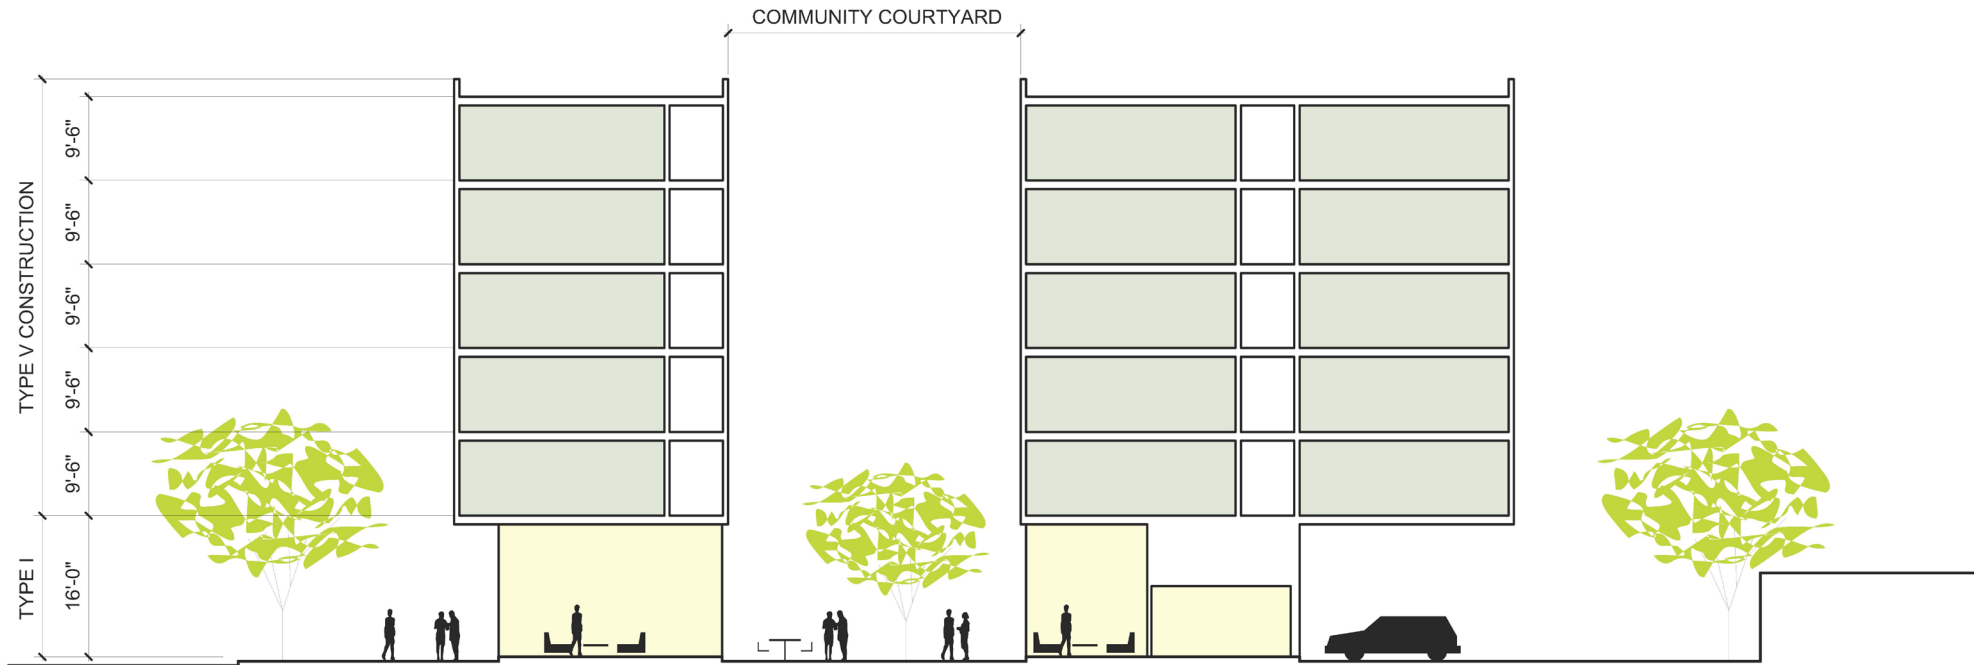 COMMUNITY COURTYARD
TYPE V CONSTRUCTION
9'-6"
9'-6"
9'-6"
9'-6"
9'-6"
TYPE I
16'-0"